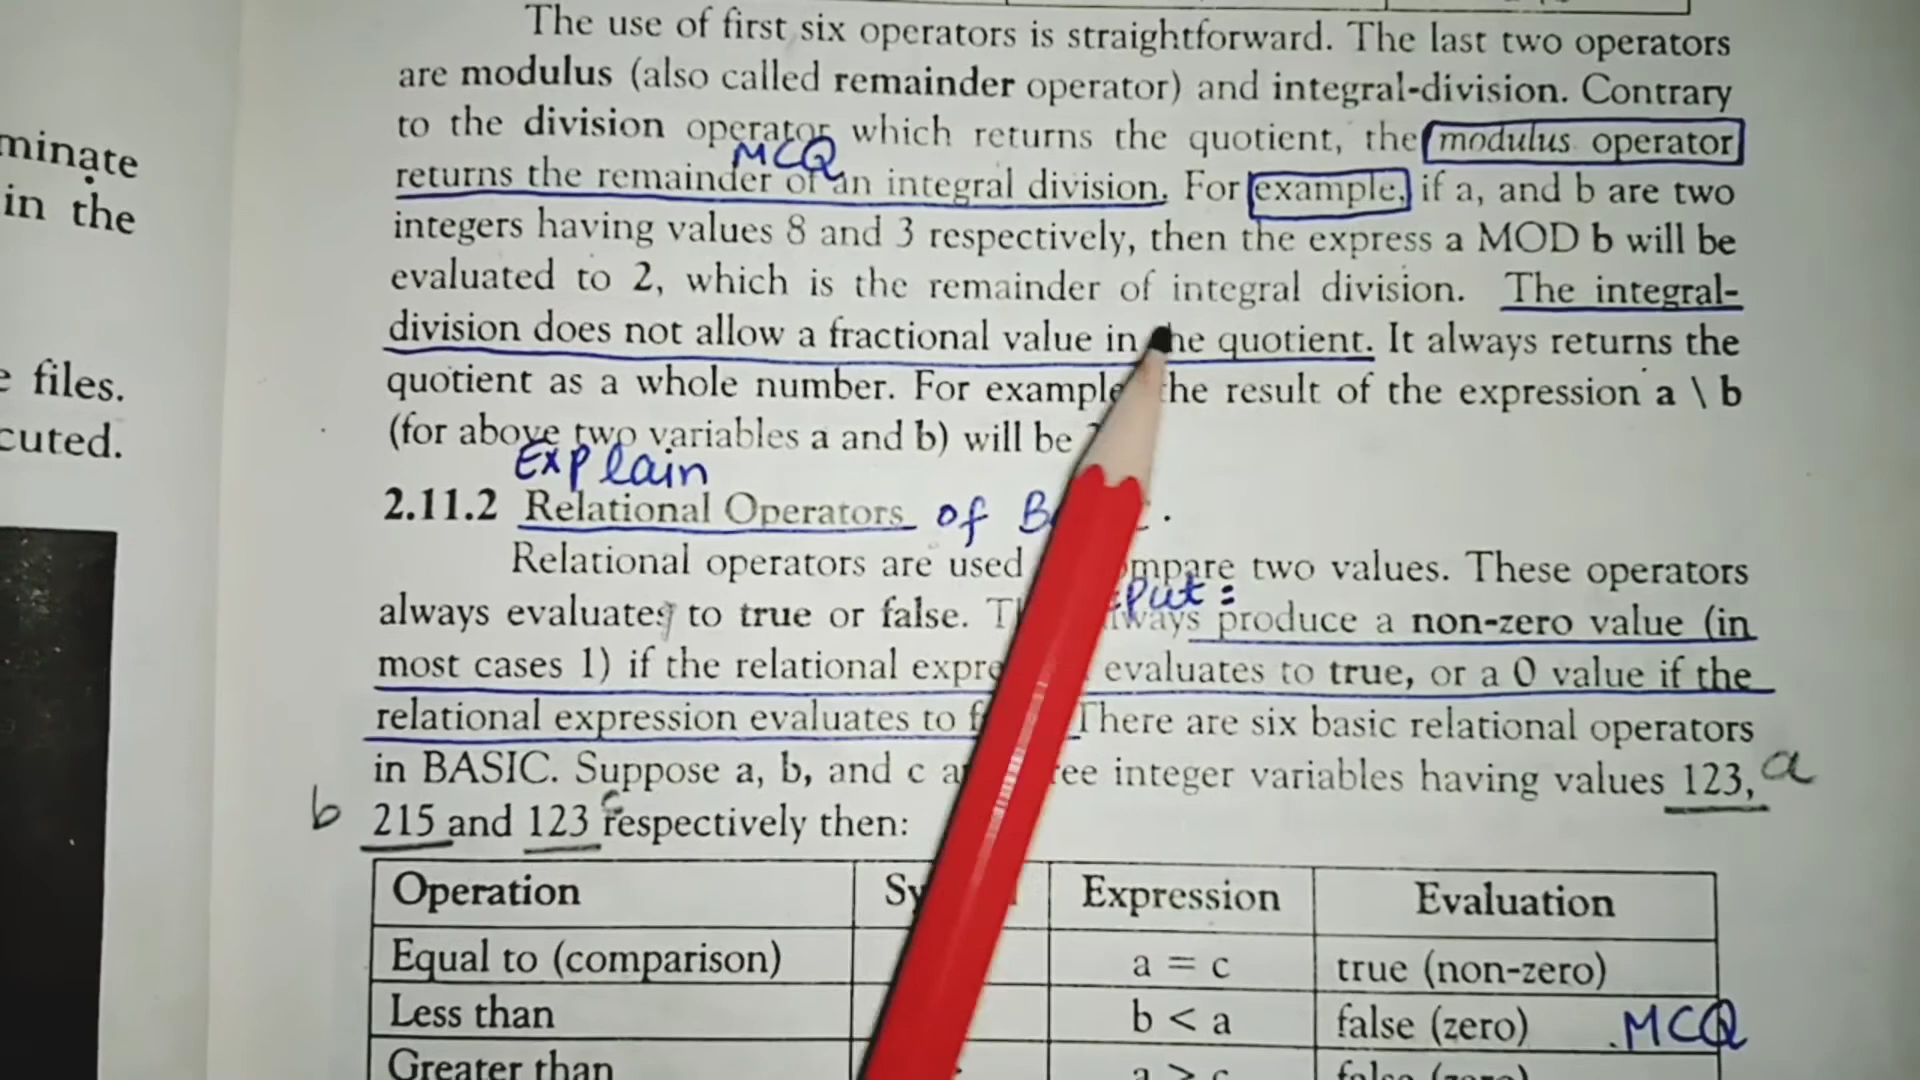 The use of first six operators is straightforward. The last two operators
are modulus (also called remainder operator) and integral-division. Contrary
to the division operator which returns the quotient, the modulus operator
MCQ
returns the remainder of an integral division. For example, if a, and b are two
integers having values 8 and 3 respectively, then the express a MOD b will be
evaluated to 2, which is the remainder of integral division. The integral-
division does not allow a fractional value in the quotient. It always returns the
quotient as a whole number. For example the result of the expression a \ b
(for above two variables a and b) will be
Explain
2.11.2 Relational Operators of
Relational operators are used compare two values. These operators
always evaluates to true or false.
always produce a non-zero value (in
most cases 1) if the relational evaluates to true, or a 0 value if the
relational expression evaluates to There are six basic relational operators
in BASIC. Suppose a, b, and c integer variables having values 123, a
b 215 and 123 c respectively then:
Operation Expression Evaluation
Equal to (comparison) a = c true (non-zero)
Less than b < a false (zero) .MCQ
Greater than a > c false (zero)
minate
in the
files.
cuted.